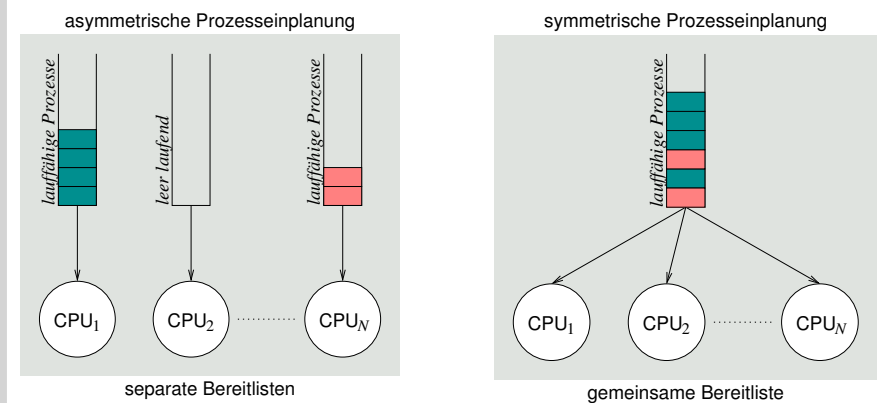 asymmetrische Prozesseinplanung
lauffähige Prozesse
leer laufend
lauffähige Prozesse
CPU1
CPU2
CPUN
separate Bereitlisten
symmetrische Prozesseinplanung
lauffähige Prozesse
CPU1
CPU2
CPUN
gemeinsame Bereitliste